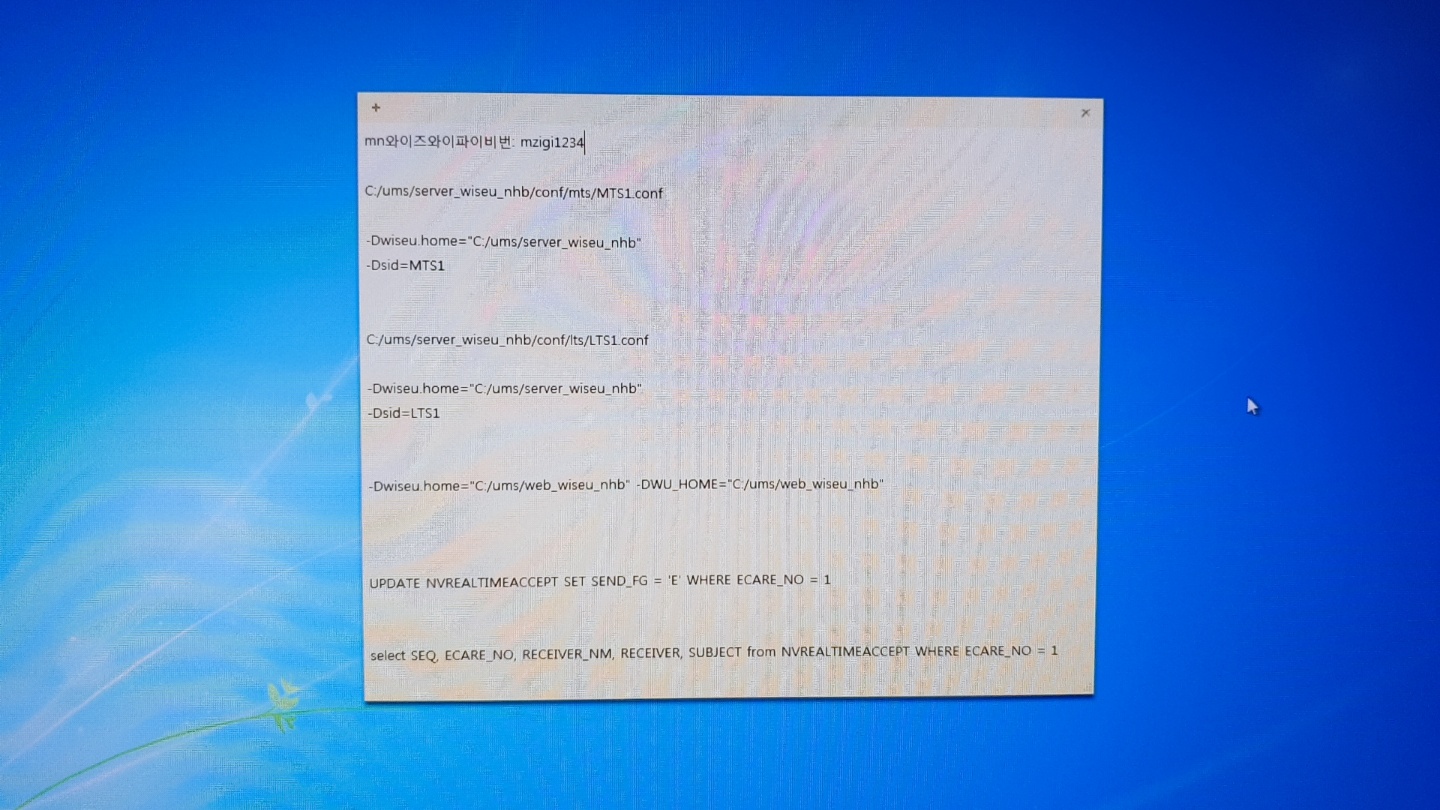 mn와이즈와이파이비번: mzigi1234
C:/ums/server_wiseu_nhb/conf/mts/MTS1.conf
-Dwiseu.home="C:/ums/server_wiseu_nhb"
-Dsid=MTS1
C:/ums/server_wiseu_nhb/conf/lts/LTS1.conf
-Dwiseu.home="C:/ums/server_wiseu_nhb"
-Dsid=LTS1
-Dwiseu.home="C:/ums/web_wiseu_nhb" -DWU_HOME="C:/ums/web_wiseu_nhb"
UPDATE NVREALTIMEACCEPT SET SEND_FG = 'E' WHERE ECARE_NO = 1
select SEQ, ECARE_NO, RECEIVER_NM, RECEIVER, SUBJECT from NVREALTIMEACCEPT WHERE ECARE_NO = 1